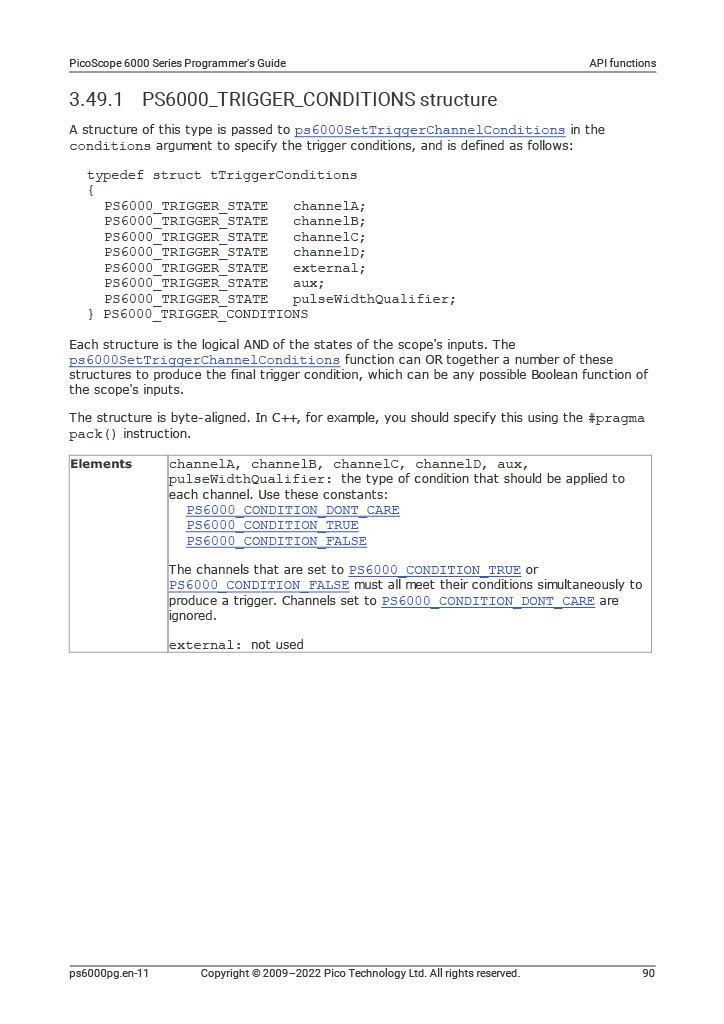 PicoScope 6000 Series Programmer's Guide API functions
3.49.1 PS6000_TRIGGER_CONDITIONS structure
A structure of this type is passed to ps6000SetTriggerChannelConditions in the
conditions argument to specify the trigger conditions, and is defined as follows:
typedef struct tTriggerConditions
{
PS6000_TRIGGER_STATE channelA;
PS6000_TRIGGER_STATE channelB;
PS6000_TRIGGER_STATE channelC;
PS6000_TRIGGER_STATE channelD;
PS6000_TRIGGER_STATE external;
PS6000_TRIGGER_STATE aux;
PS6000_TRIGGER_STATE pulseWidthQualifier;
} PS6000_TRIGGER_CONDITIONS
Each structure is the logical AND of the states of the scope's inputs. The
ps6000SetTriggerChannelConditions function can OR together a number of these
structures to produce the final trigger condition, which can be any possible Boolean function of
the scope's inputs.
The structure is byte-aligned. In C++, for example, you should specify this using the #pragma
pack() instruction.
Elements channelA, channelB, channelC, channelD, aux,
pulseWidthQualifier: the type of condition that should be applied to
each channel. Use these constants:
PS6000_CONDITION_DONT_CARE
PS6000_CONDITION_TRUE
PS6000_CONDITION_FALSE
The channels that are set to PS6000_CONDITION_TRUE or
PS6000_CONDITION_FALSE must all meet their conditions simultaneously to
produce a trigger. Channels set to PS6000_CONDITION_DONT_CARE are
ignored.
external: not used
ps6000pg.en-11 Copyright © 2009–2022 Pico Technology Ltd. All rights reserved. 90